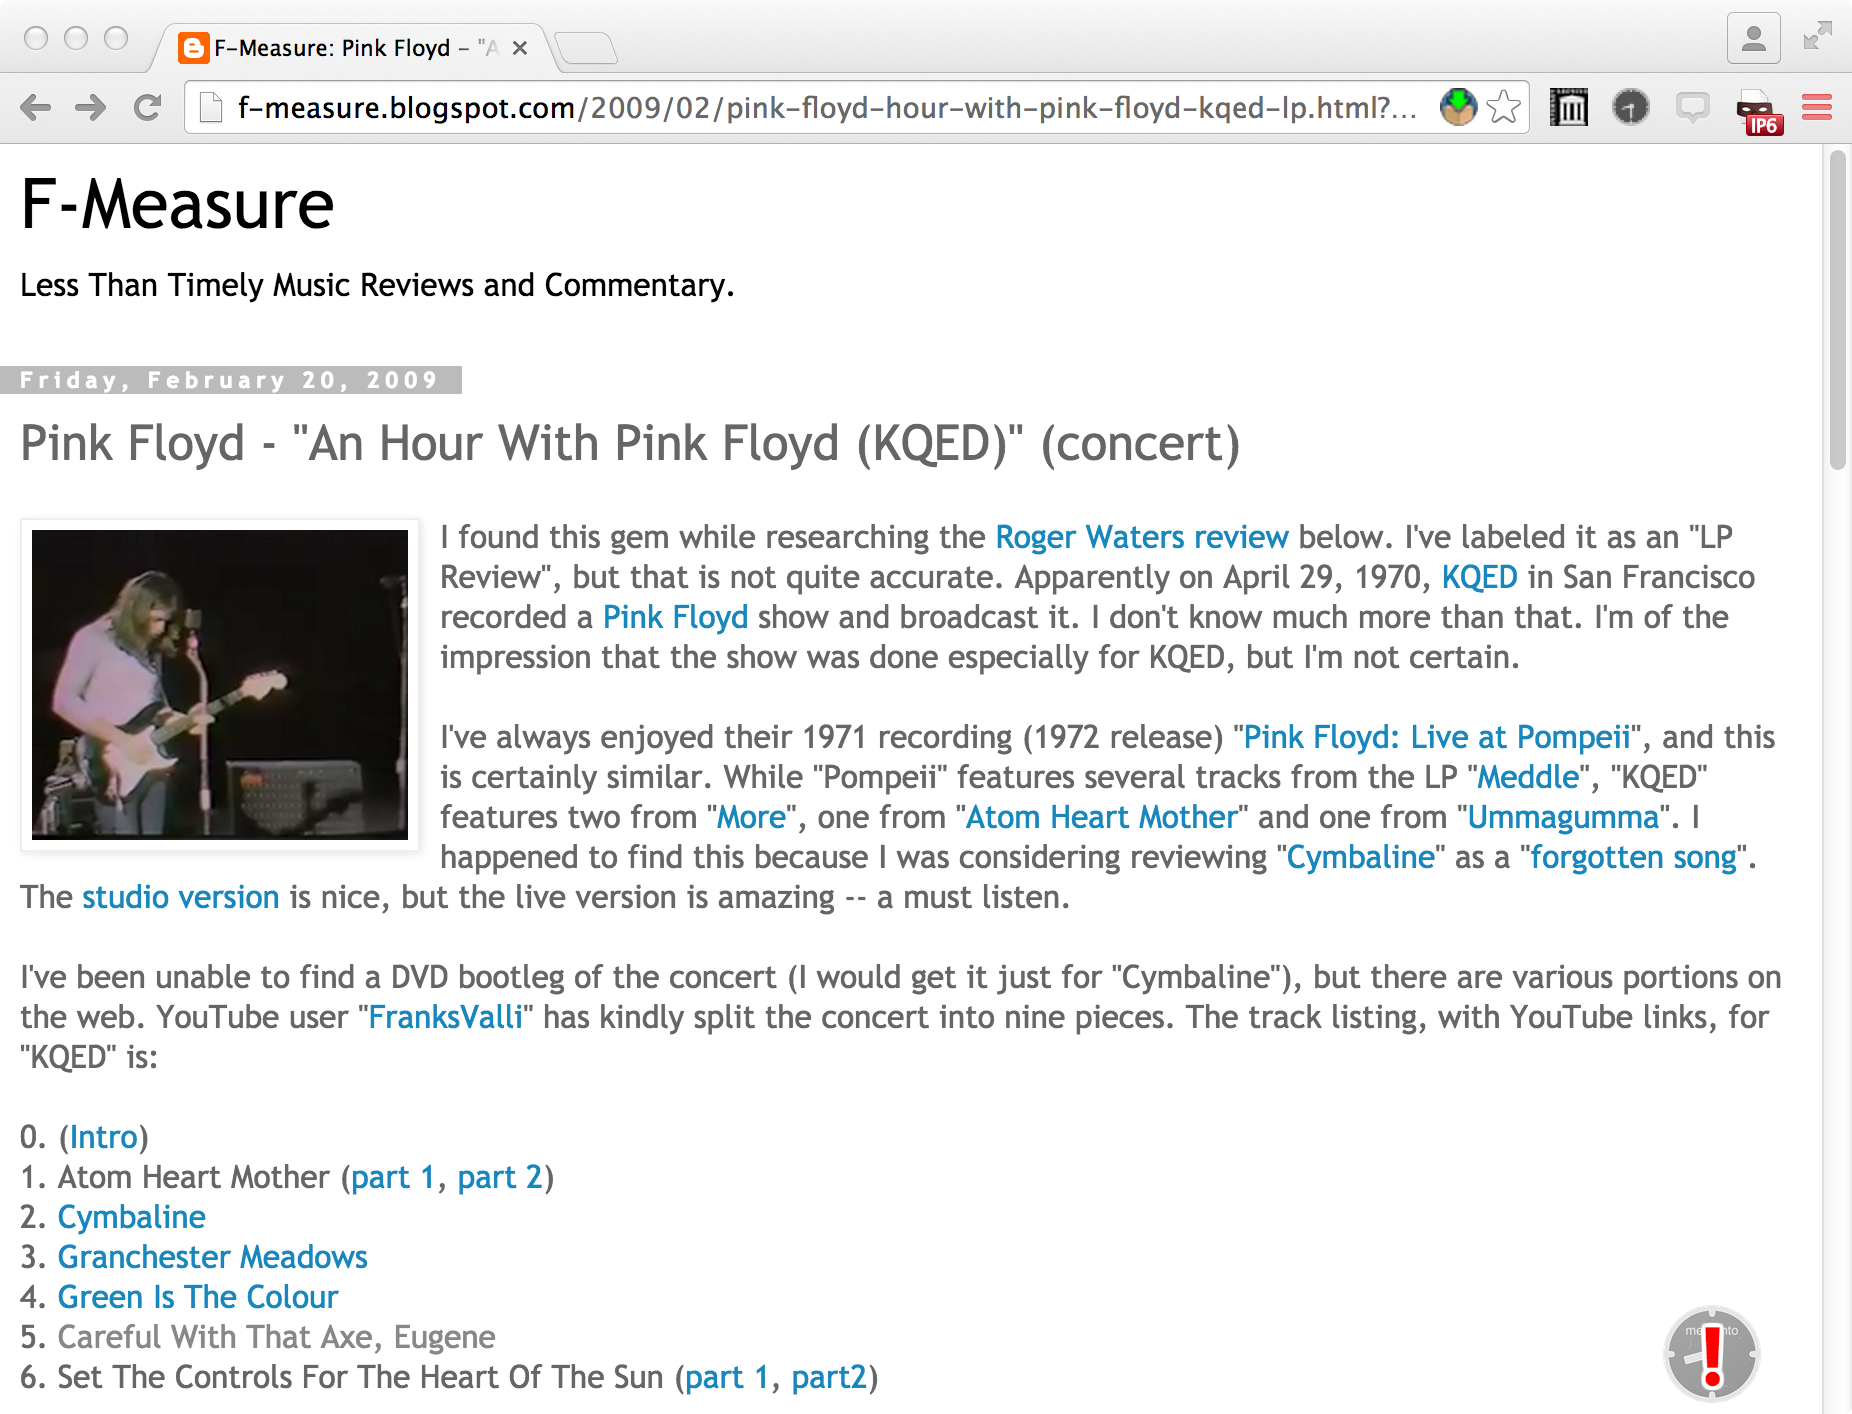 F-Measure: Pink Floyd - "A
f-measure.blogspot.com/2009/02/pink-floyd-hour-with-pink-floyd-kqed-lp.html?...
IP6
F-Measure
Less Than Timely Music Reviews and Commentary.
Friday, February 20, 2009
Pink Floyd - "An Hour With Pink Floyd (KQED)" (concert)
I found this gem while researching the Roger Waters review below. I've labeled it as an "LP
Review", but that is not quite accurate. Apparently on April 29, 1970, KQED in San Francisco
recorded a Pink Floyd show and broadcast it. I don't know much more than that. I'm of the
impression that the show was done especially for KQED, but I'm not certain.
I've always enjoyed their 1971 recording (1972 release) "Pink Floyd: Live at Pompeii", and this
is certainly similar. While "Pompeii" features several tracks from the LP "Meddle", "KQED"
features two from "More", one from "Atom Heart Mother" and one from "Ummagumma". I
happened to find this because I was considering reviewing "Cymbaline" as a "forgotten song".
The studio version is nice, but the live version is amazing -- a must listen.
I've been unable to find a DVD bootleg of the concert (I would get it just for "Cymbaline"), but there are various portions on
the web. YouTube user "FranksValli" has kindly split the concert into nine pieces. The track listing, with YouTube links, for
"KQED" is:
0. (Intro)
1. Atom Heart Mother (part 1, part 2)
2. Cymbaline
3. Granchester Meadows
4. Green Is The Colour
5. Careful With That Axe, Eugene
6. Set The Controls For The Heart Of The Sun (part 1, part2)